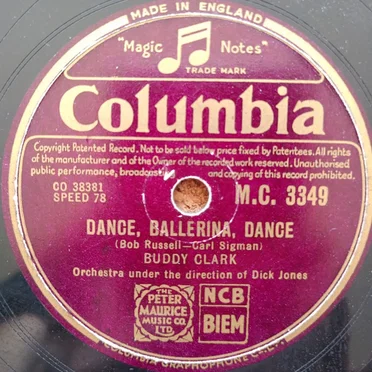 MADE IN ENGLAND
"Magic Notes"
TRADE MARK
Columbia
Copyright Patented Record. Not to be sold below price fixed by Patentees. All rights
of the manufacturer and of the Owner of the recorded work reserved. Unauthorised
public performance, broadcasting and copying of this record prohibited.
CO 38381
SPEED 78
M.C. 3349
DANCE, BALLERINA, DANCE
(Bob Russell—Carl Sigman)
BUDDY CLARK
Orchestra under the direction of Dick Jones
THE
PETER
MAURICE
MUSIC CO.
LTD.
NCB
BIEM
COLUMBIA GRAPHOPHONE